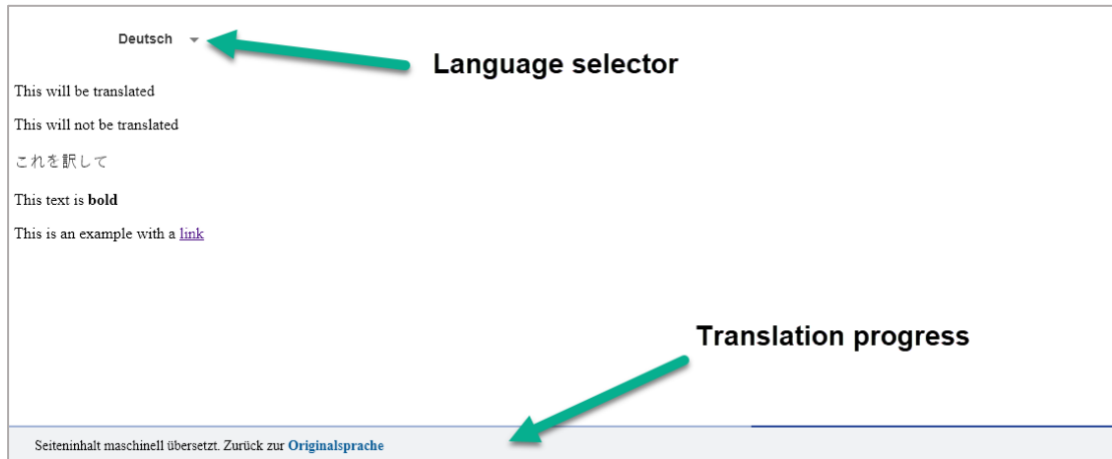 Deutsch
Language selector
This will be translated
This will not be translated
これを訳して
This text is bold
This is an example with a link
Translation progress
Seiteninhalt maschinell übersetzt. Zurück zur Originalsprache